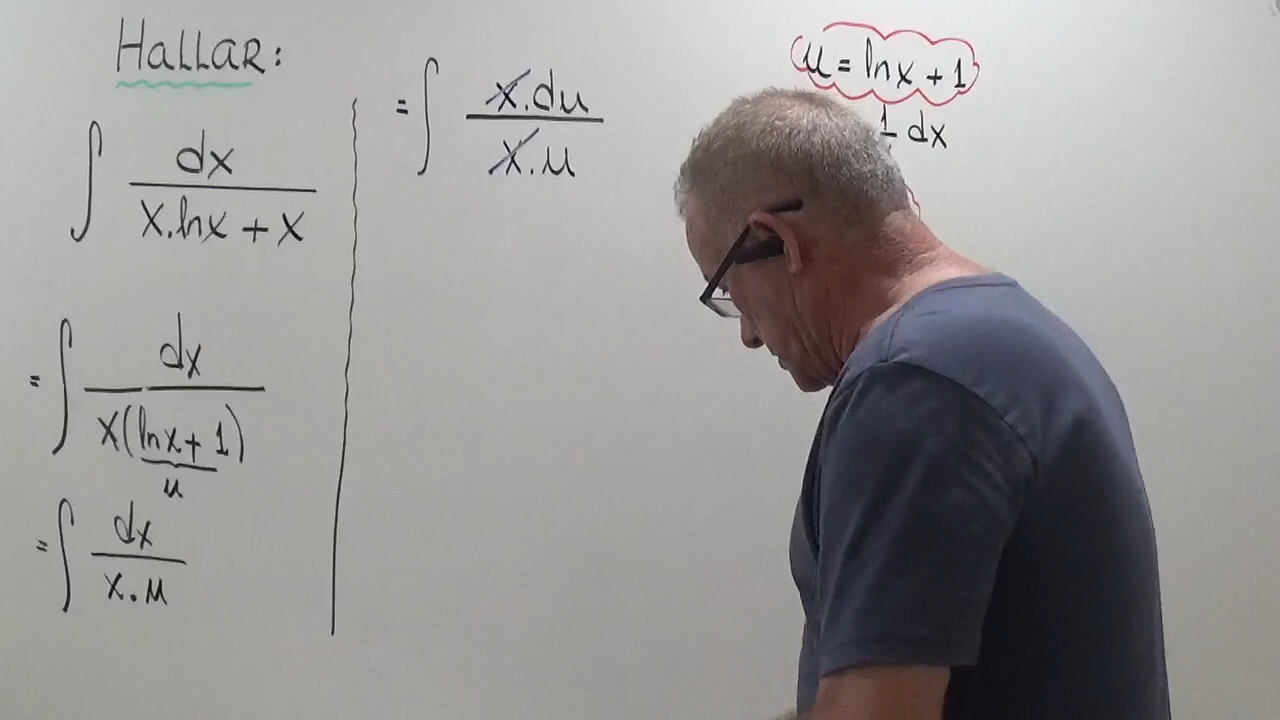 HALLAR:
∫ dx / (x.lnx + x)
= ∫ dx / (x(lnx + 1))
u
= ∫ dx / (x.u)
= ∫ x.du / (x.u)
u = lnx + 1
dx